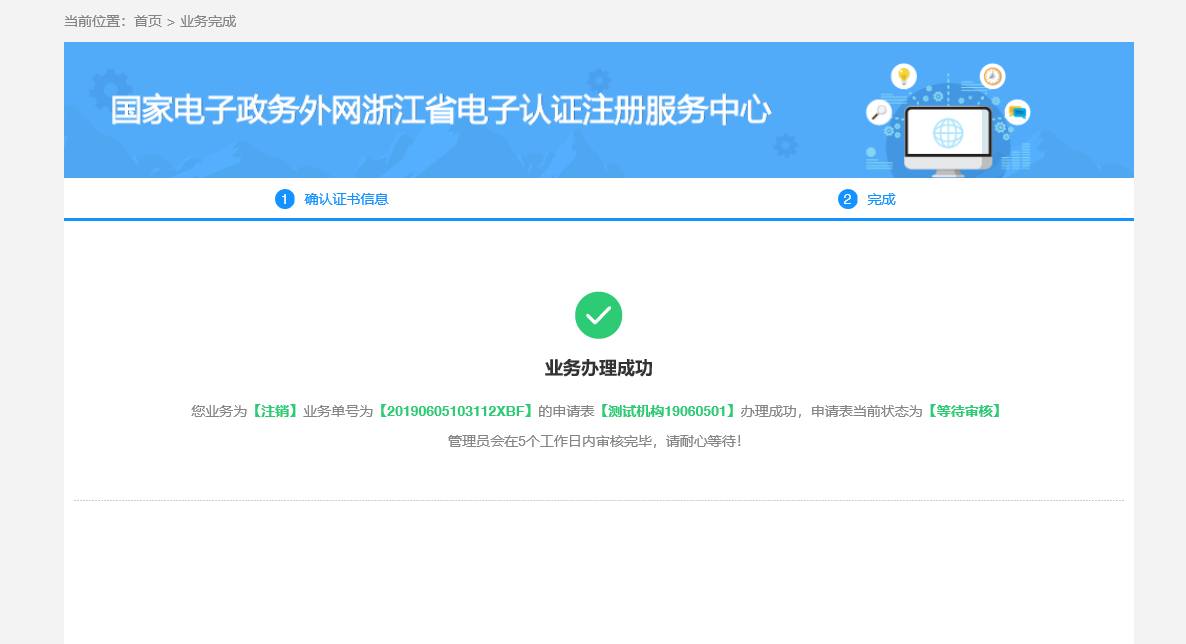 当前位置：首页 > 业务完成
国家电子政务外网浙江省电子认证注册服务中心
1 确认证书信息
2 完成
业务办理成功
您业务为【注销】业务单号为【20190605103112XBF】的申请表【测试机构19060501】办理成功，申请表当前状态为【等待审核】
管理员会在5个工作日内审核完毕，请耐心等待！